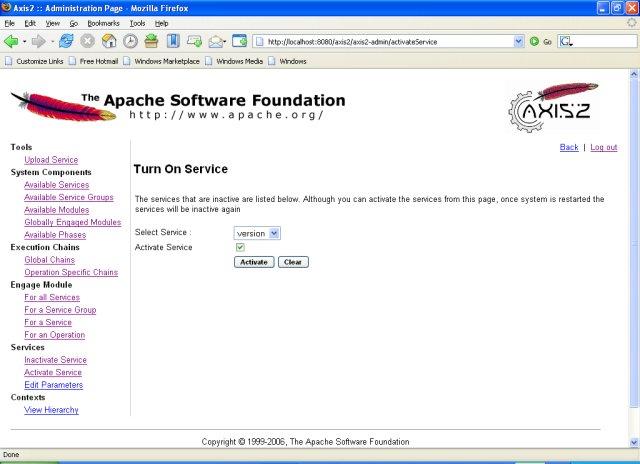 Axis2 :: Administration Page - Mozilla Firefox
File Edit View Go Bookmarks Tools Help
http://localhost:8080/axis2/axis2-admin/activateService
Go
G
Customize Links Free Hotmail Windows Marketplace Windows Media Windows
The Apache Software Foundation
http://www.apache.org/
AXIS2
Back | Log out
Tools
Upload Service
System Components
Available Services
Available Service Groups
Available Modules
Globally Engaged Modules
Available Phases
Execution Chains
Global Chains
Operation Specific Chains
Engage Module
For all Services
For a Service Group
For a Service
For an Operation
Services
Inactivate Service
Activate Service
Edit Parameters
Contexts
View Hierarchy
Turn On Service
The services that are inactive are listed below. Although you can activate the services from this page, once system is restarted the
services will be inactive again
Select Service : version
Activate Service
Activate Clear
Copyright © 1999-2006, The Apache Software Foundation
Done